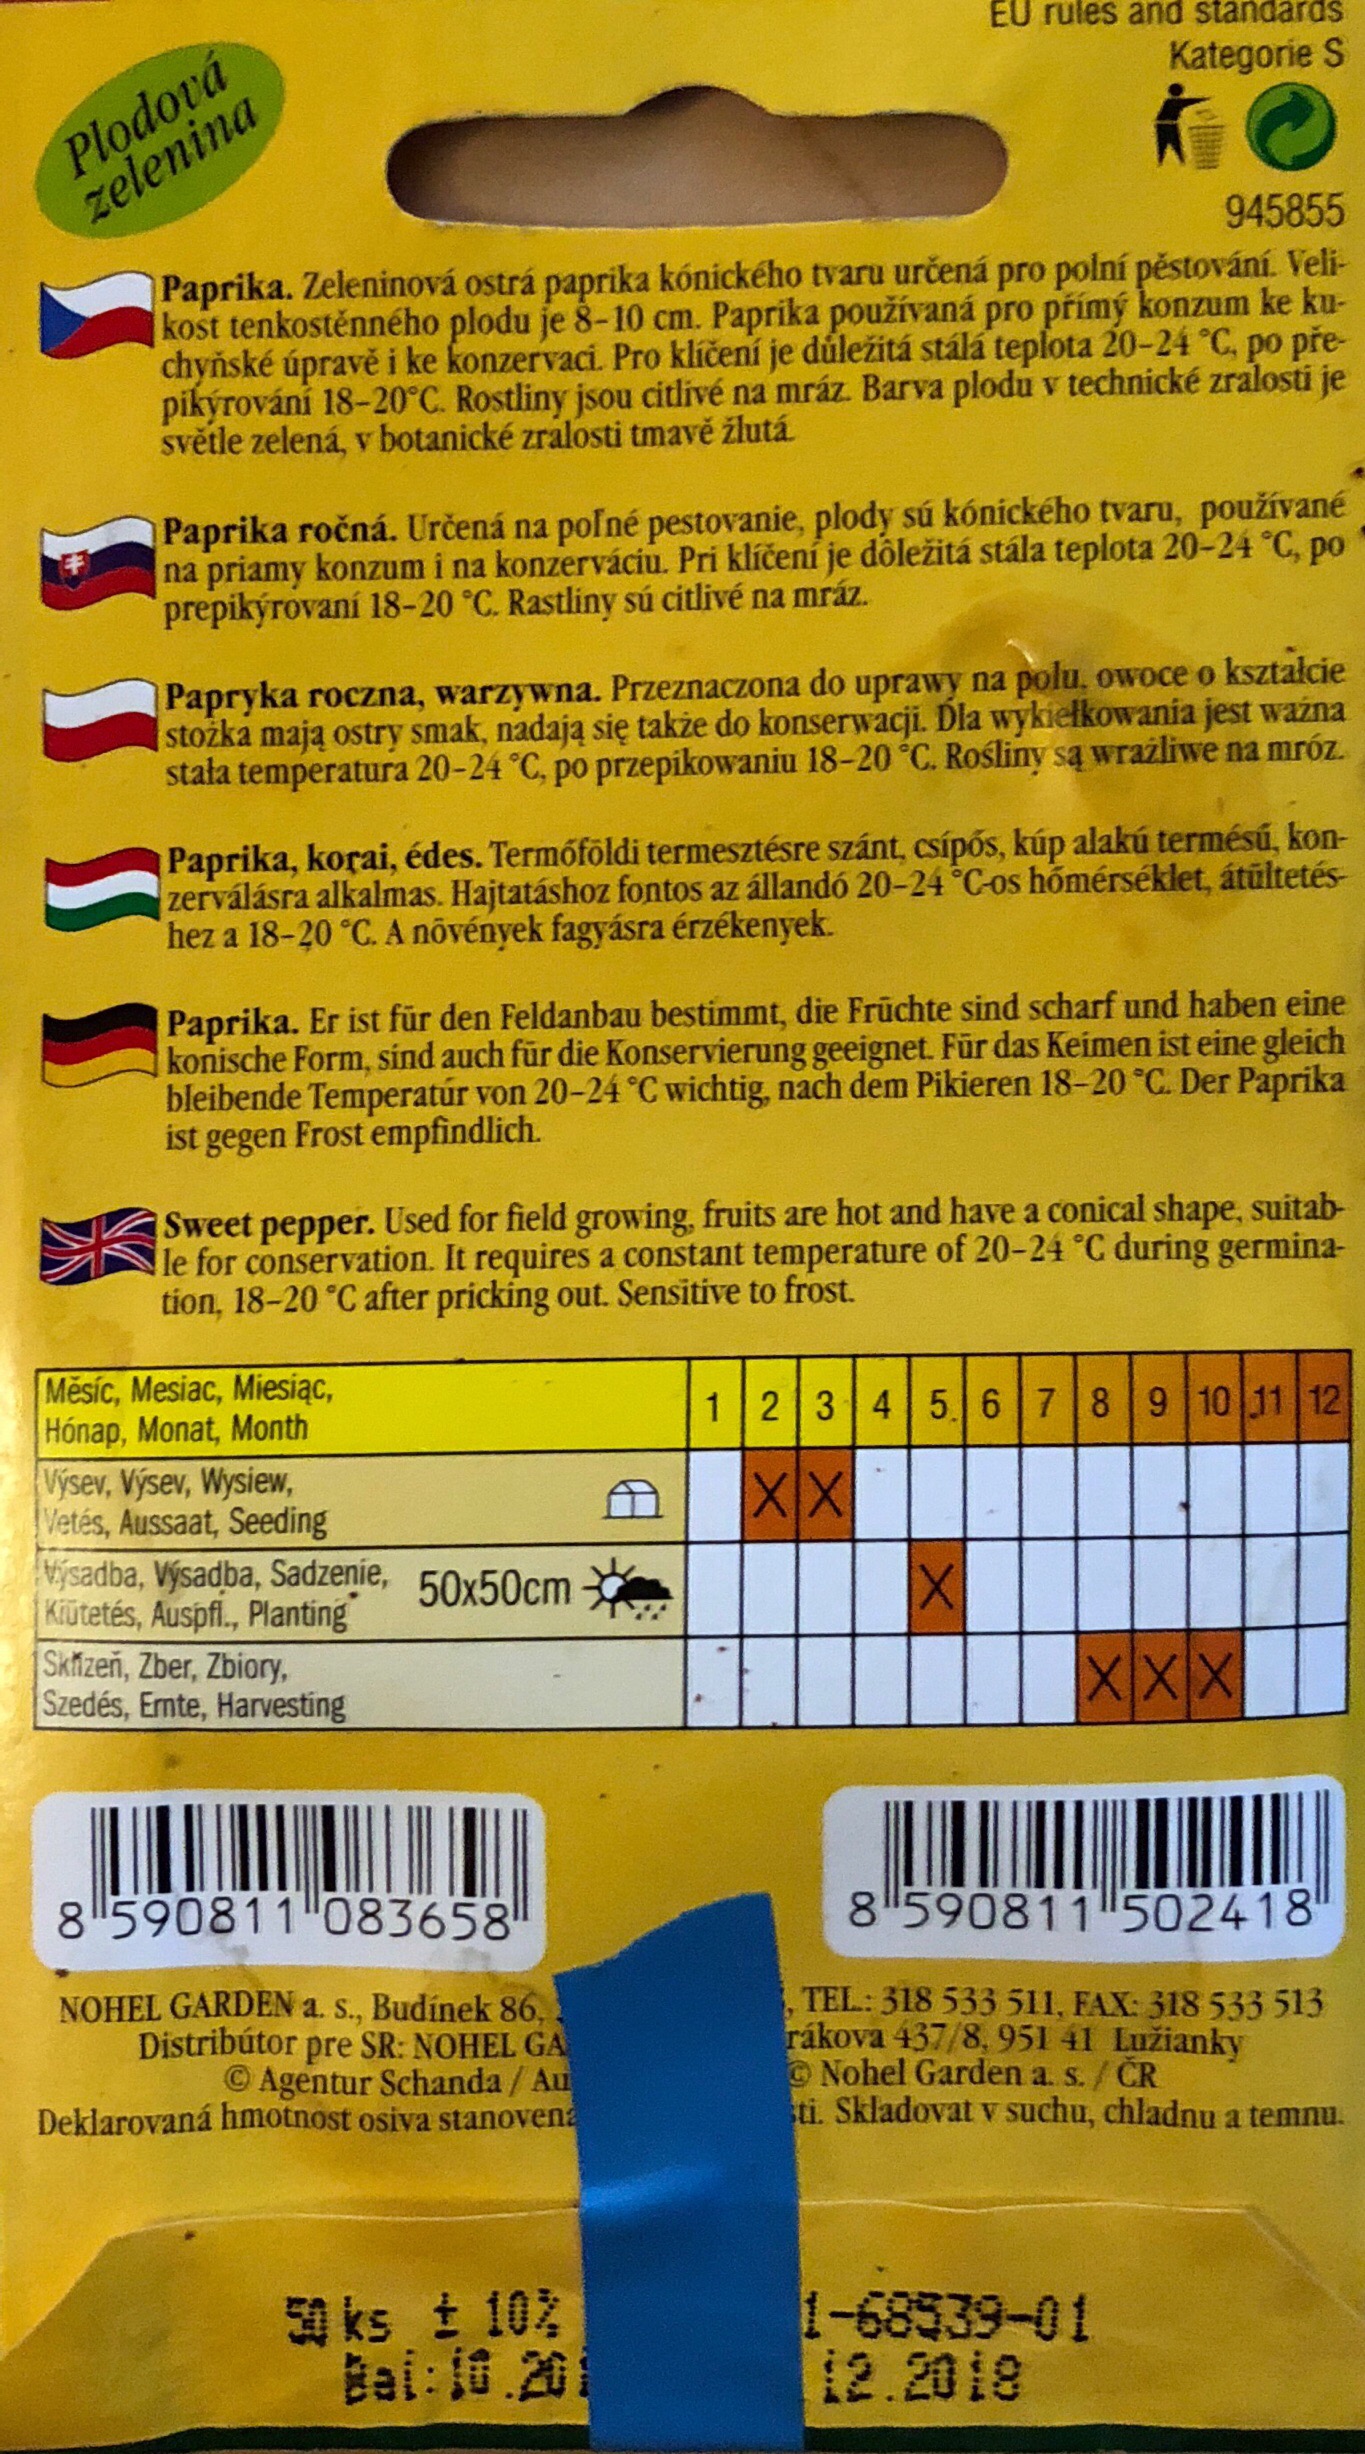 EU rules and standards
Kategorie S
Plodová
zelenina
945855
Paprika. Zeleninová ostrá paprika kónického tvaru určená pro polní pěstování. Veli-
kost tenkostěnného plodu je 8-10 cm. Paprika používaná pro přímý konzum ke ku-
chyňské úpravě i ke konzervaci. Pro klíčení je důležitá stálá teplota 20-24 °C, po pře-
pikýrování 18-20°C. Rostliny jsou citlivé na mráz. Barva plodu v technické zralosti je
světle zelená, v botanické zralosti tmavě žlutá.
Paprika ročná. Určená na poľné pestovanie, plody sú kónického tvaru, používané
na priamy konzum i na konzerváciu. Pri klíčení je dôležitá stála teplota 20-24 °C, po
prepikýrovaní 18-20 °C. Rastliny sú citlivé na mráz.
Papryka roczna, warzywna. Przeznaczona do uprawy na polu, owoce o kształcie
stożka mają ostry smak, nadają się także do konserwacji. Dla wykiełkowania jest ważna
stała temperatura 20-24 °C, po przepikowaniu 18-20 °C. Rośliny są wrażliwe na mróz.
Paprika, korai, édes. Termőföldi termesztésre szánt, csípős, kúp alakú termésű, kon-
zerválásra alkalmas. Hajtatáshoz fontos az állandó 20-24 °C-os hőmérséklet, átültetés-
hez a 18-20 °C. A növények fagyásra érzékenyek.
Paprika. Er ist für den Feldanbau bestimmt, die Früchte sind scharf und haben eine
konische Form, sind auch für die Konservierung geeignet. Für das Keimen ist eine gleich
bleibende Temperatúr von 20-24 °C wichtig, nach dem Pikieren 18-20 °C. Der Paprika
ist gegen Frost empfindlich.
Sweet pepper. Used for field growing, fruits are hot and have a conical shape, suitab-
le for conservation. It requires a constant temperature of 20-24 °C during germina-
tion, 18-20 °C after pricking out. Sensitive to frost.
Měsíc, Mesiac, Miesiąc,
Hónap, Monat, Month
1 2 3 4 5 6 7 8 9 10 11 12
Výsev, Výsev, Wysiew,
Vetés, Aussaat, Seeding
X X
Výsadba, Výsadba, Sadzenie,
Kiütetés, Auspfl., Planting
50x50cm
X
Sklizeň, Zber, Zbiory,
Szedés, Ernte, Harvesting
X X X
8 590811 083658
8 590811 502418
NOHEL GARDEN a. s., Budínek 86, , TEL.: 318 533 511, FAX: 318 533 513
Distribútor pre SR: NOHEL GA rákova 437/8, 951 41 Lužianky
© Agentur Schanda / Au © Nohel Garden a. s. / ČR
Deklarovaná hmotnost osiva stanovená sti. Skladovat v suchu, chladnu a temnu.
50 ks ± 10% 1-68539-01
Bal: 10.201 12.2018